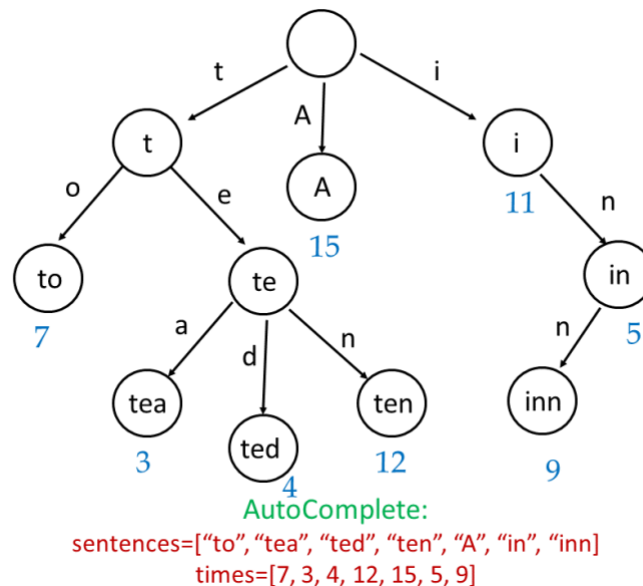 t
A
i
t
A
i
o
e
15
11
n
to
te
in
7
a
d
n
n
5
tea
ted
ten
inn
3
4
12
9
AutoComplete:
sentences=[“to”, “tea”, “ted”, “ten”, “A”, “in”, “inn]
times=[7, 3, 4, 12, 15, 5, 9]